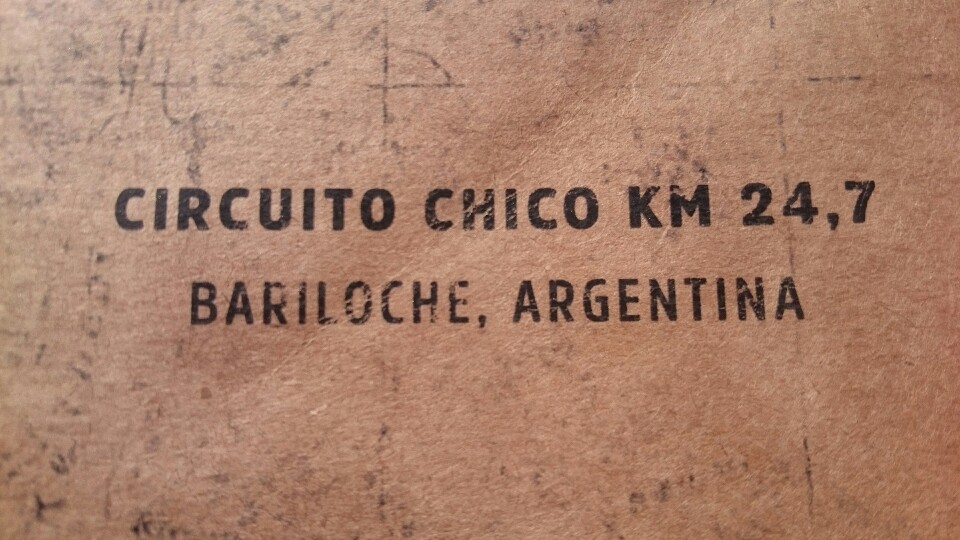 CIRCUITO CHICO KM 24,7
BARILOCHE, ARGENTINA